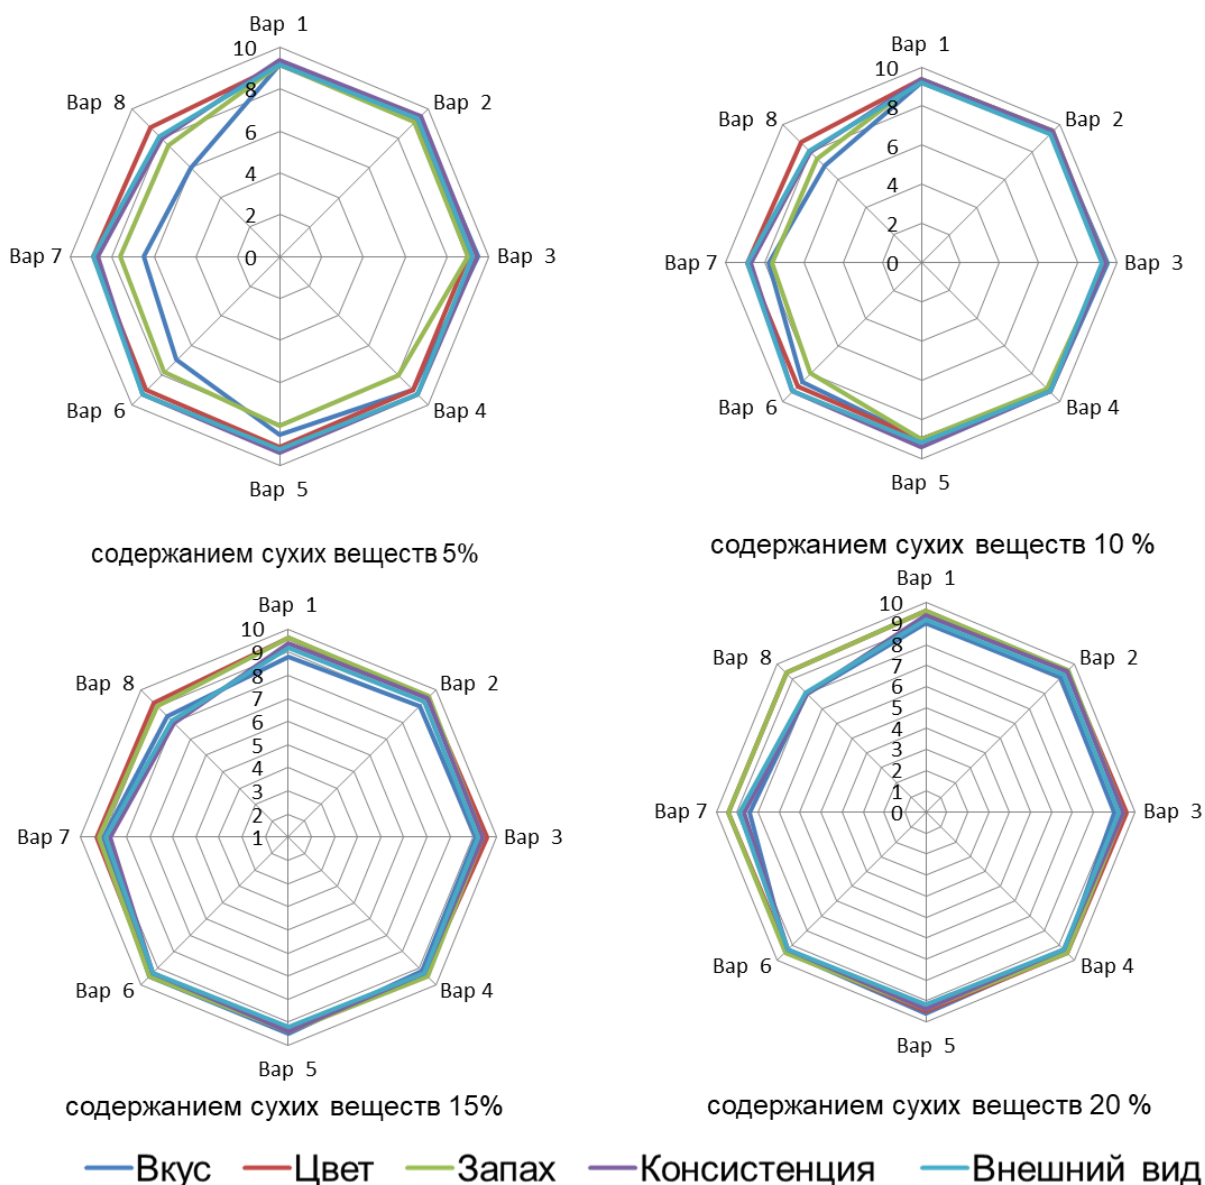 Вар 1
10
8
6
4
2
0
Вар 2
Вар 3
Вар 4
Вар 5
Вар 6
Вар 7
Вар 8
содержанием сухих веществ 5%
Вар 1
10
8
6
4
2
0
Вар 2
Вар 3
Вар 4
Вар 5
Вар 6
Вар 7
Вар 8
содержанием сухих веществ 10 %
Вар 1
10
9
8
7
6
5
4
3
2
1
Вар 2
Вар 3
Вар 4
Вар 5
Вар 6
Вар 7
Вар 8
содержанием сухих веществ 15%
Вар 1
10
9
8
7
6
5
4
3
2
1
0
Вар 2
Вар 3
Вар 4
Вар 5
Вар 6
Вар 7
Вар 8
содержанием сухих веществ 20 %
Вкус Цвет Запах Консистенция Внешний вид